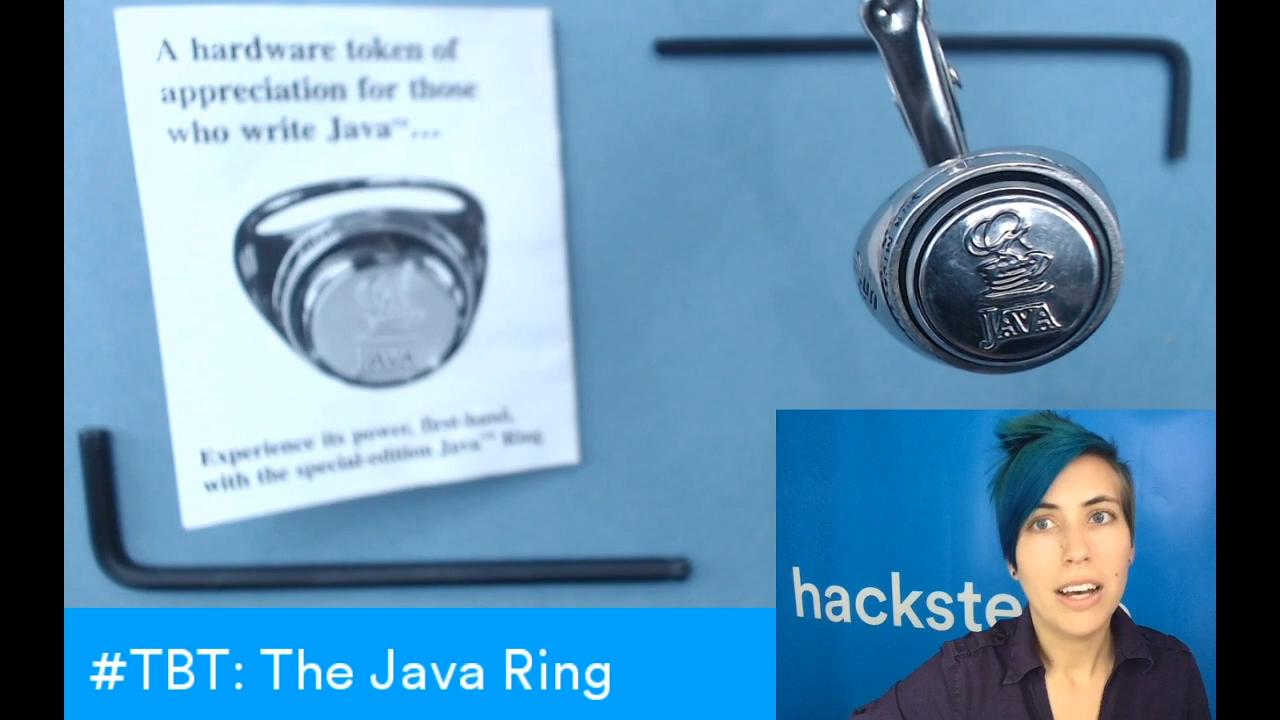 A hardware token of
appreciation for those
who write Java™...
JAVA
Experience its power, first-hand,
with the special-edition Java™ Ring
Sun
JAVA
hackste
#TBT: The Java Ring